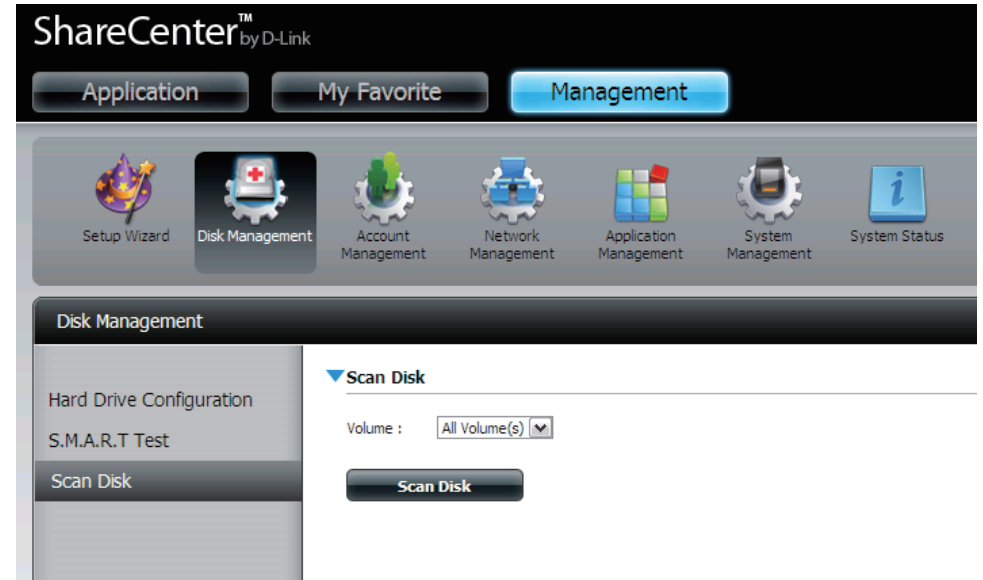 ShareCenter™ by D-Link
Application
My Favorite
Management
Setup Wizard
Disk Management
Account
Management
Network
Management
Application
Management
System
Management
System Status
Disk Management
Hard Drive Configuration
S.M.A.R.T Test
Scan Disk
Scan Disk
Volume :
All Volume(s)
Scan Disk